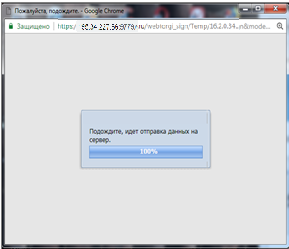 Пожалуйста, подождите. - Google Chrome
Защищено https://
Подождите, идет отправка данных на
сервер.
100%